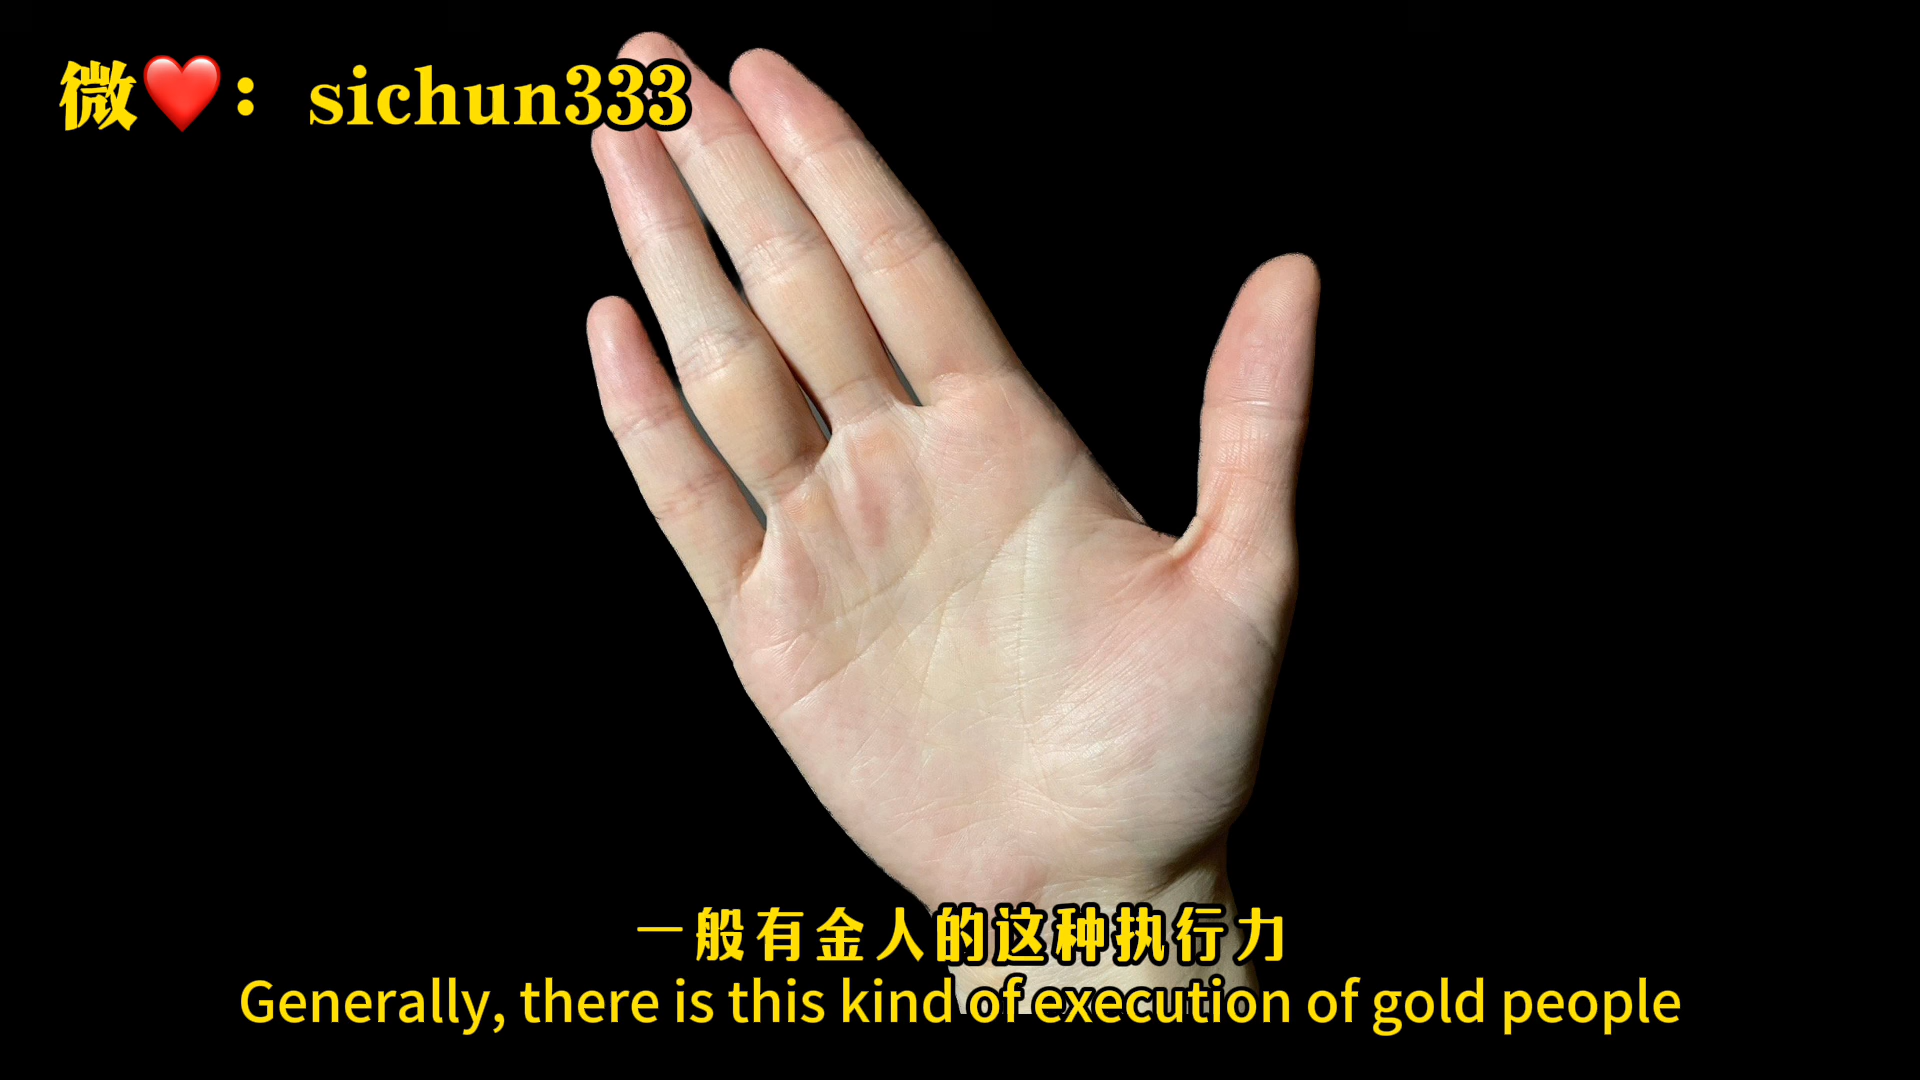 微❤️：sichun333
一般有金人的这种执行力
Generally, there is this kind of execution of gold people